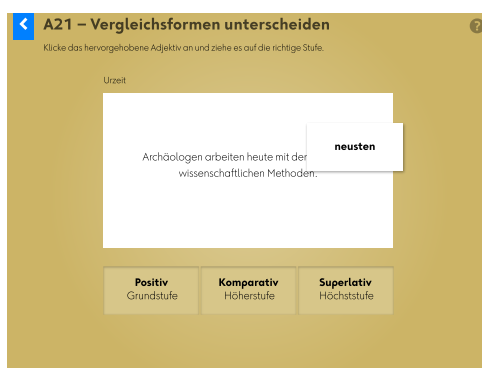 A21 – Vergleichsformen unterscheiden
?
Klicke das hervorgehobene Adjektiv an und ziehe es auf die richtige Stufe.
Urzeit
neusten
Archäologen arbeiten heute mit den
wissenschaftlichen Methoden.
Positiv
Grundstufe
Komparativ
Höherstufe
Superlativ
Höchststufe